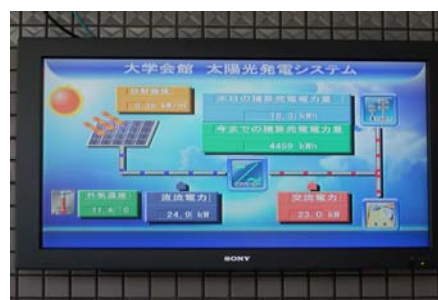 大学会館 太陽光発電システム
日射強度
本日の積算発電電力量
今までの積算発電電力量
4459 kWh
外気温度
直流電力
24.9 kW
交流電力
23.0 kW
SONY